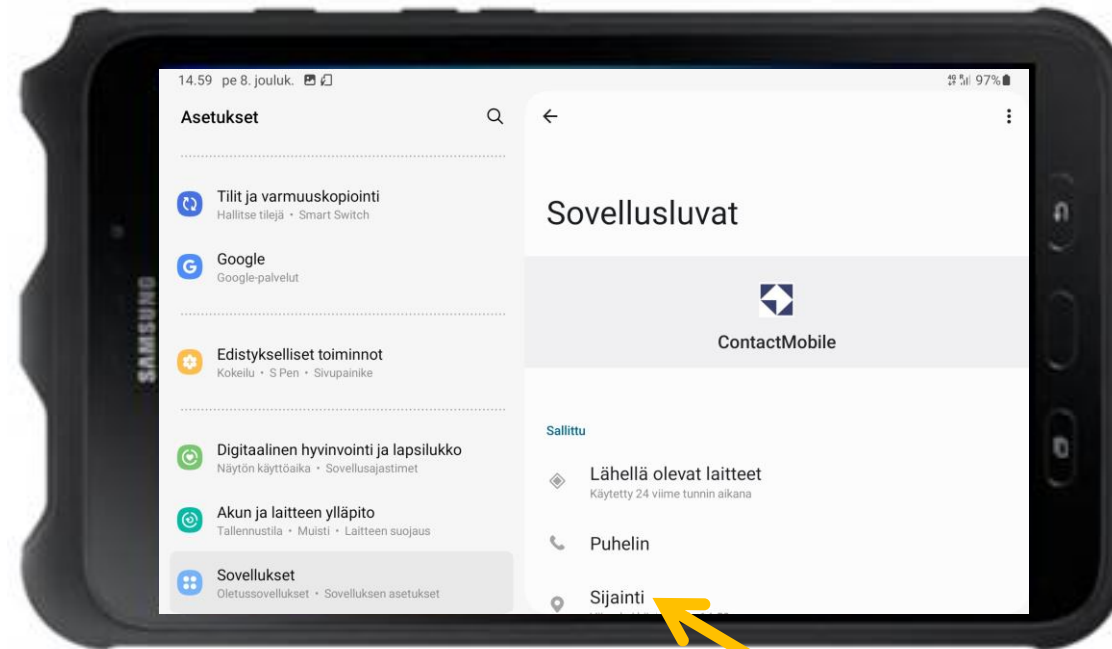 SAMSUNG
14.59 pe 8. jouluk.
97%
Asetukset
Tilit ja varmuuskopiointi
Hallitse tilejä • Smart Switch
Google
Google-palvelut
Edistykselliset toiminnot
Kokeilu • S Pen • Sivupainike
Digitaalinen hyvinvointi ja lapsilukko
Näytön käyttöaika • Sovellusajastimet
Akun ja laitteen ylläpito
Tallennustila • Muisti • Laitteen suojaus
Sovellukset
Oletussovellukset • Sovelluksen asetukset
Sovellusluvat
ContactMobile
Sallittu
Lähellä olevat laitteet
Käytetty 24 viime tunnin aikana
Puhelin
Sijainti